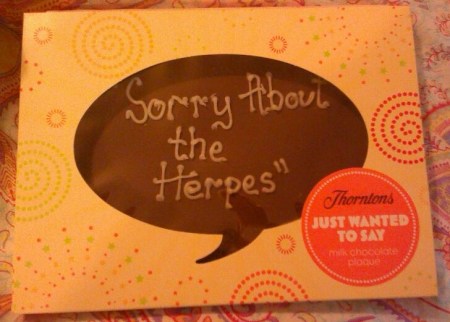 Sorry About
the
Herpes"
Thorntons
JUST WANTED
TO SAY
milk chocolate
plaque